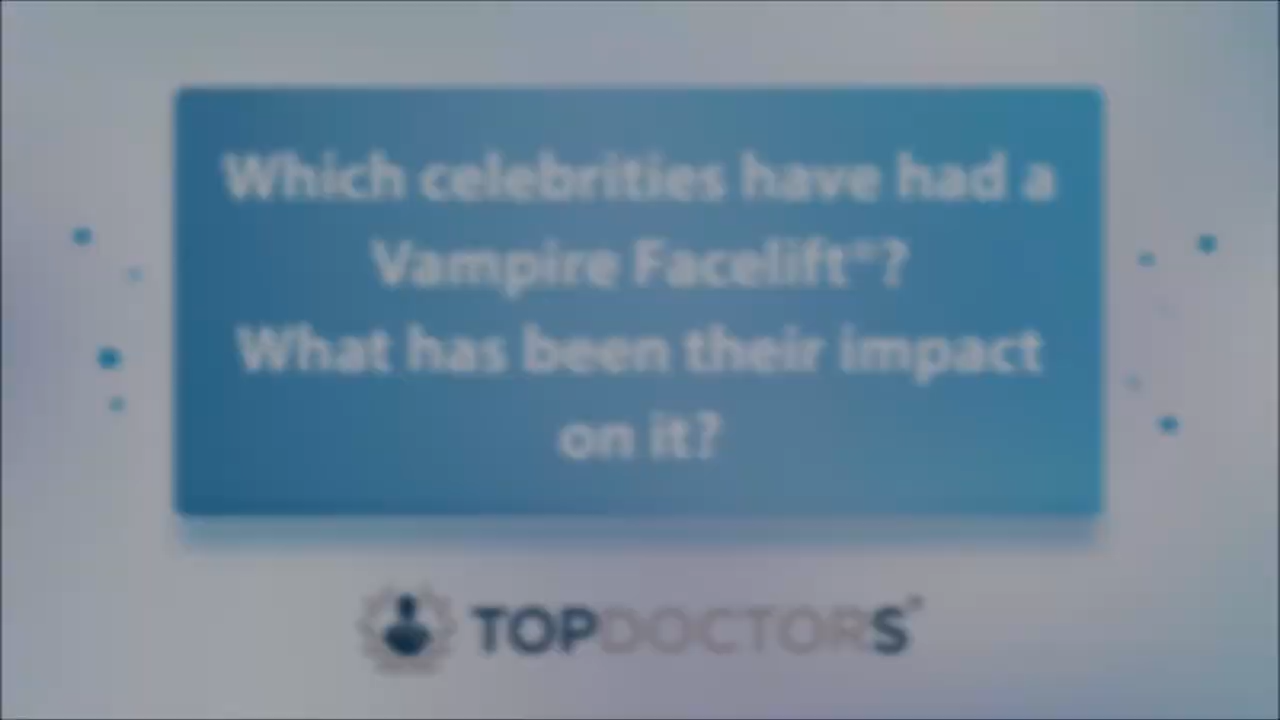 Which celebrities have had a
Vampire Facelift®?
What has been their impact
on it?
TOPDOCTORS